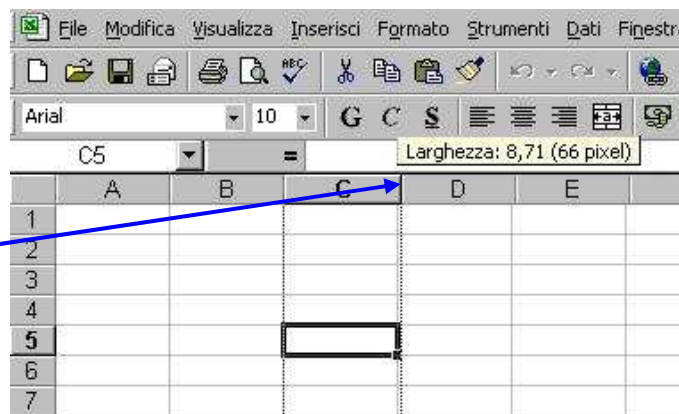 File Modifica Visualizza Inserisci Formato Strumenti Dati Finestra
ABC
Arial 10 G C S a
C5 = Larghezza: 8,71 (66 pixel)
A B C D E
1
2
3
4
5
6
7